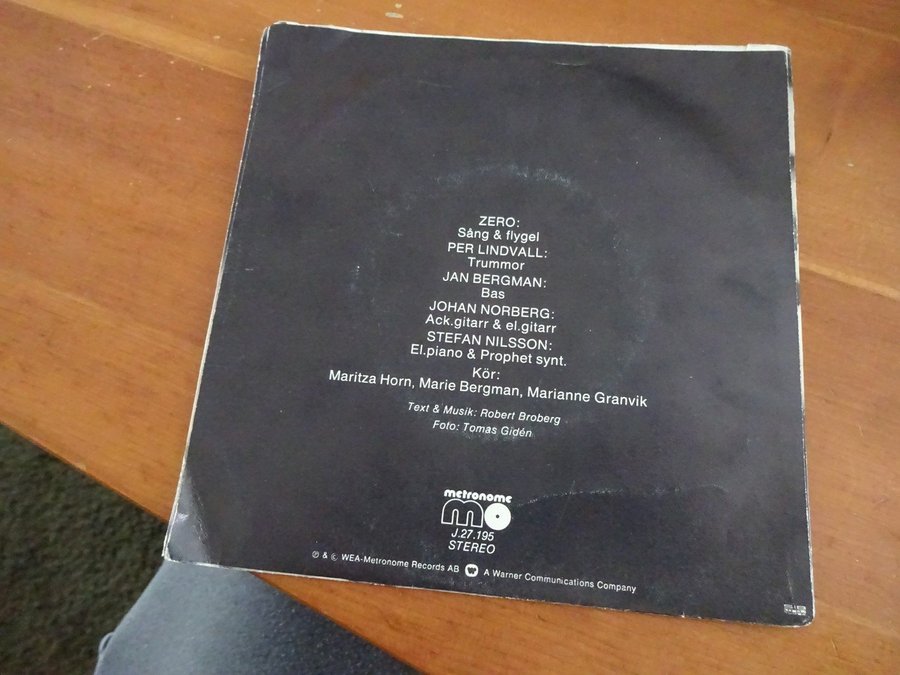 ZERO:
Sång & flygel
PER LINDVALL:
Trummor
JAN BERGMAN:
Bas
JOHAN NORBERG:
Ack.gitarr & el.gitarr
STEFAN NILSSON:
El.piano & Prophet synt.
Kör:
Maritza Horn, Marie Bergman, Marianne Granvik
Text & Musik: Robert Broberg
Foto: Tomas Gidén
metronome
mo
J.27.195
STEREO
℗ & © WEA-Metronome Records AB A Warner Communications Company